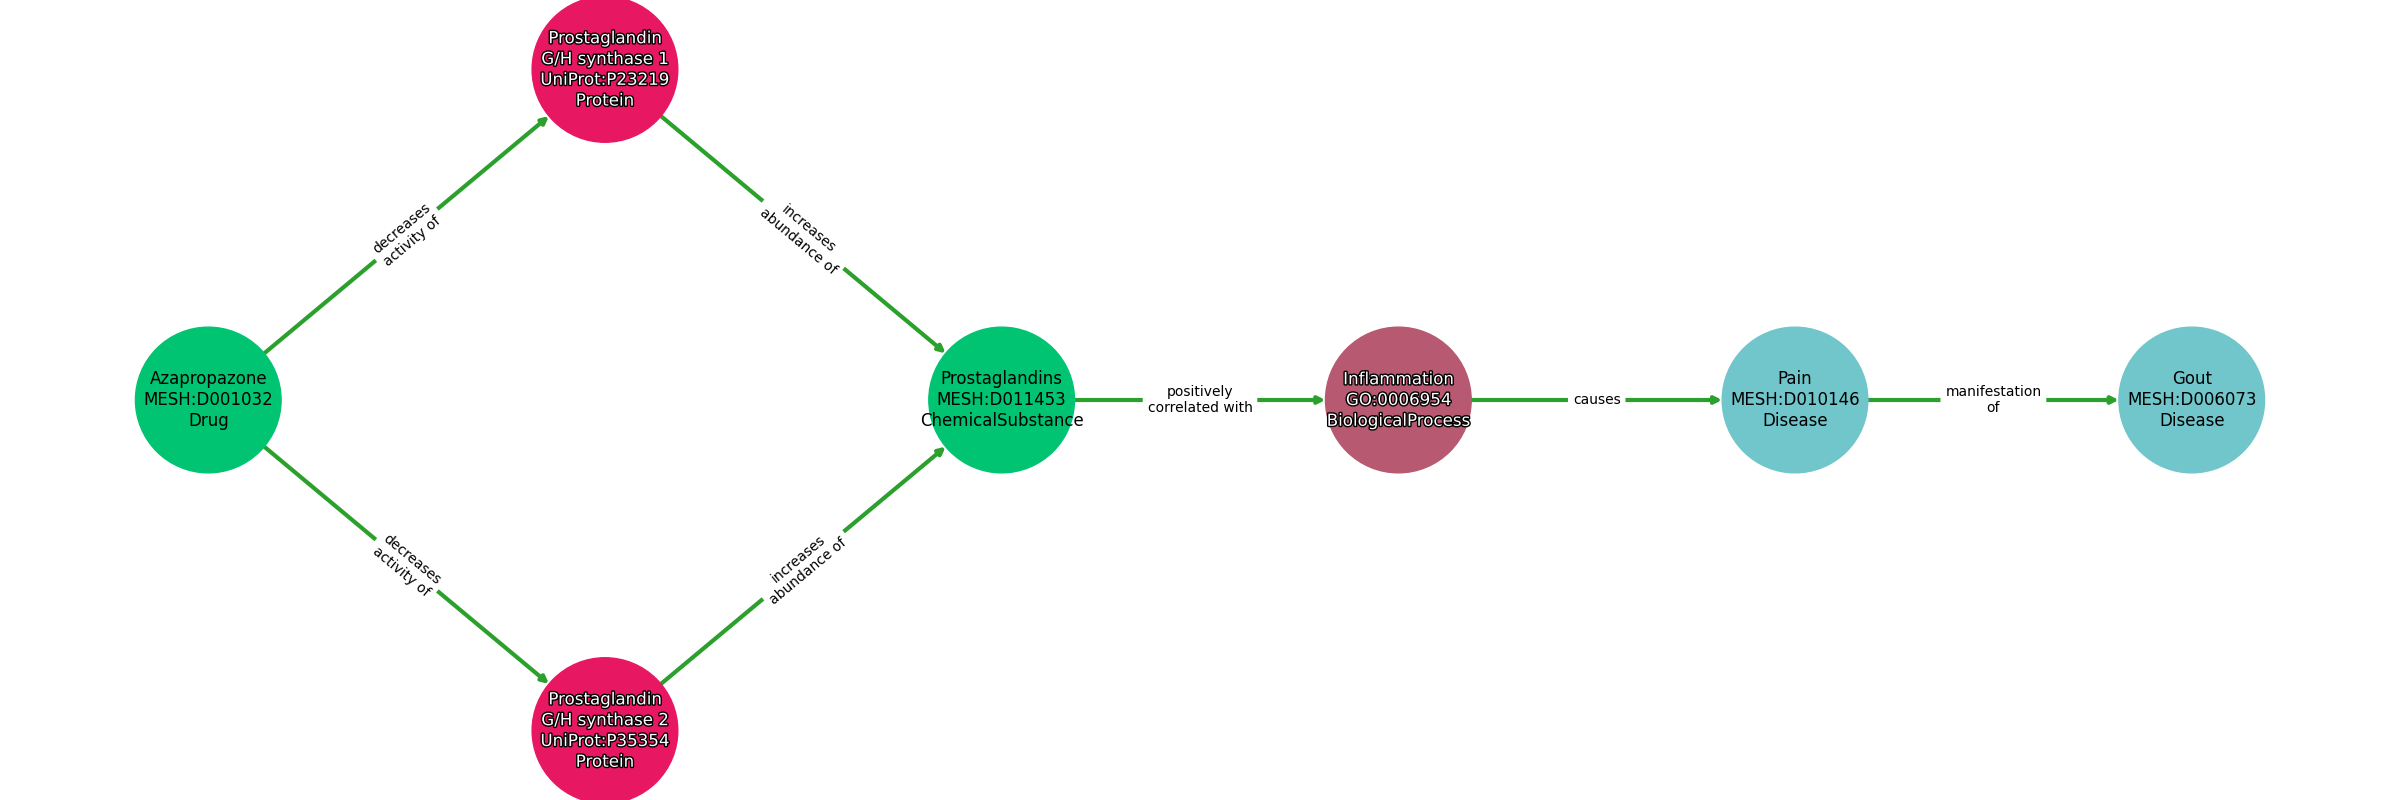 Prostaglandin
G/H synthase 1
UniProt:P23219
Protein
decreases
activity of
increases
abundance of
Azapropazone
MESH:D001032
Drug
Prostaglandins
MESH:D011453
ChemicalSubstance
positively
correlated with
Inflammation
GO:0006954
BiologicalProcess
causes
Pain
MESH:D010146
Disease
manifestation
of
Gout
MESH:D006073
Disease
decreases
activity of
increases
abundance of
Prostaglandin
G/H synthase 2
UniProt:P35354
Protein